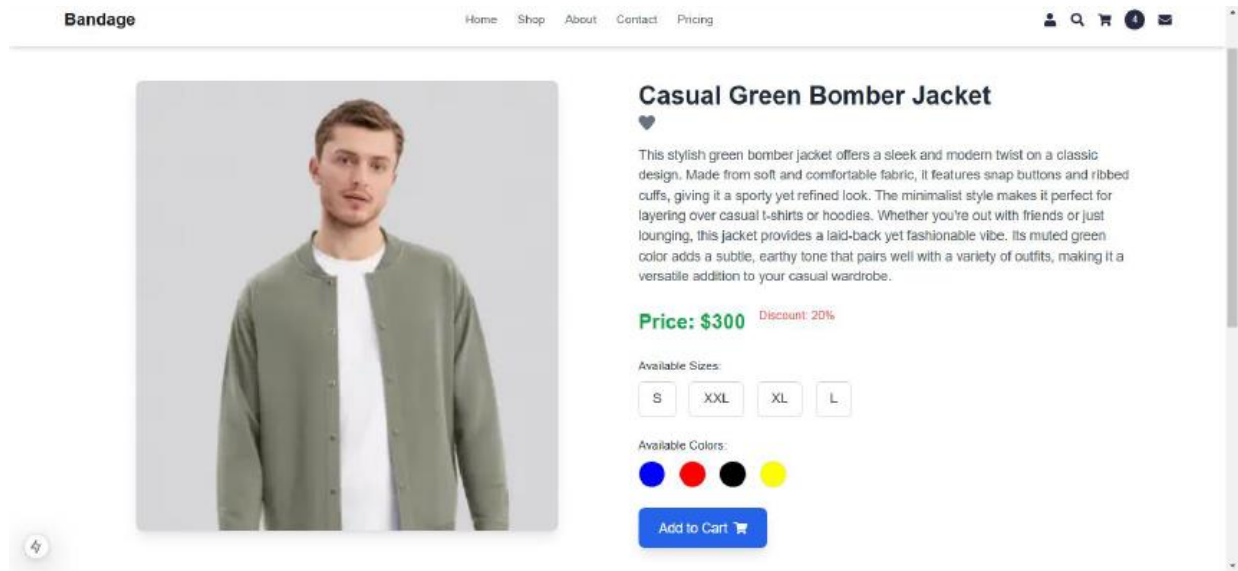 Bandage
Home Shop About Contact Pricing
4
Casual Green Bomber Jacket
This stylish green bomber jacket offers a sleek and modern twist on a classic
design. Made from soft and comfortable fabric, it features snap buttons and ribbed
cuffs, giving it a sporty yet refined look. The minimalist style makes it perfect for
layering over casual t-shirts or hoodies. Whether you're out with friends or just
lounging, this jacket provides a laid-back yet fashionable vibe. Its muted green
color adds a subtle, earthy tone that pairs well with a variety of outfits, making it a
versatile addition to your casual wardrobe.
Price: $300 Discount: 20%
Available Sizes:
S XXL XL L
Available Colors:
Add to Cart